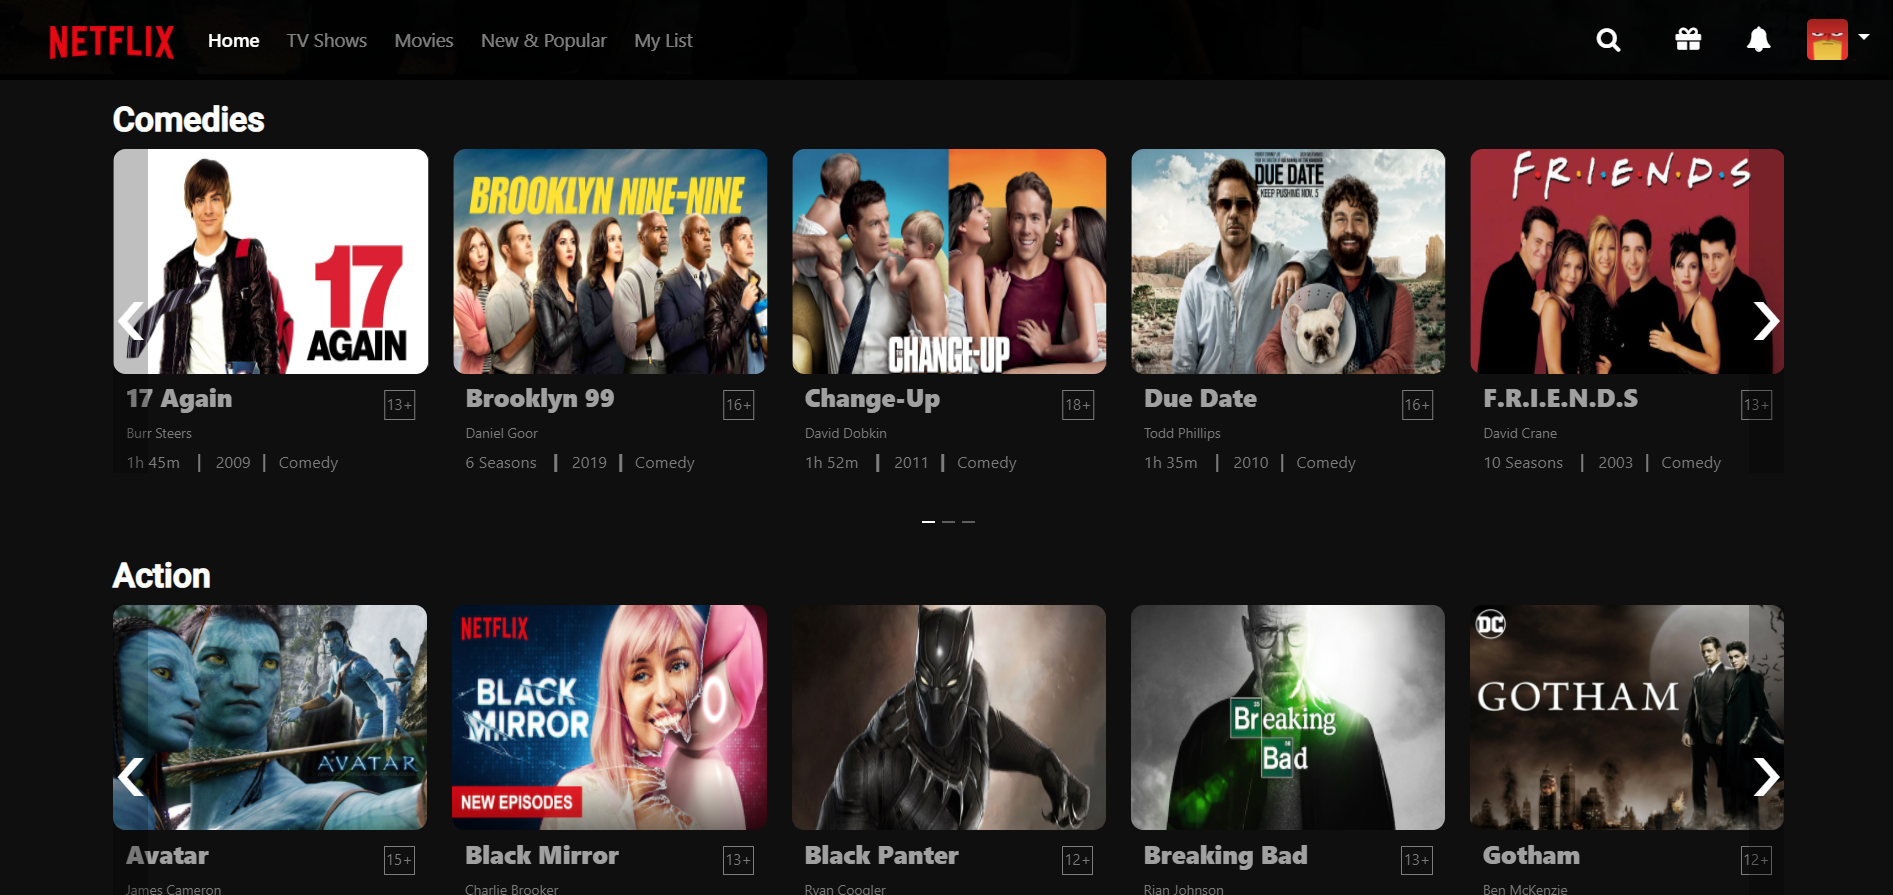 NETFLIX Home TV Shows Movies New & Popular My List
Comedies
17
AGAIN
BROOKLYN NINE-NINE
THE CHANGE-UP
DUE DATE
KEEP PUSHING NOV. 5
F·R·I·E·N·D·S
17 Again 13+
Burr Steers
1h 45m | 2009 | Comedy
Brooklyn 99 16+
Daniel Goor
6 Seasons | 2019 | Comedy
Change-Up 18+
David Dobkin
1h 52m | 2011 | Comedy
Due Date 16+
Todd Phillips
1h 35m | 2010 | Comedy
F.R.I.E.N.D.S 13+
David Crane
10 Seasons | 2003 | Comedy
Action
AVATAR
NETFLIX
BLACK
MIRROR
NEW EPISODES
Breaking
Bad
DC
GOTHAM
Avatar 15+
James Cameron
Black Mirror 13+
Charlie Brooker
Black Panter 12+
Ryan Coogler
Breaking Bad 13+
Rian Johnson
Gotham 12+
Ben McKenzie